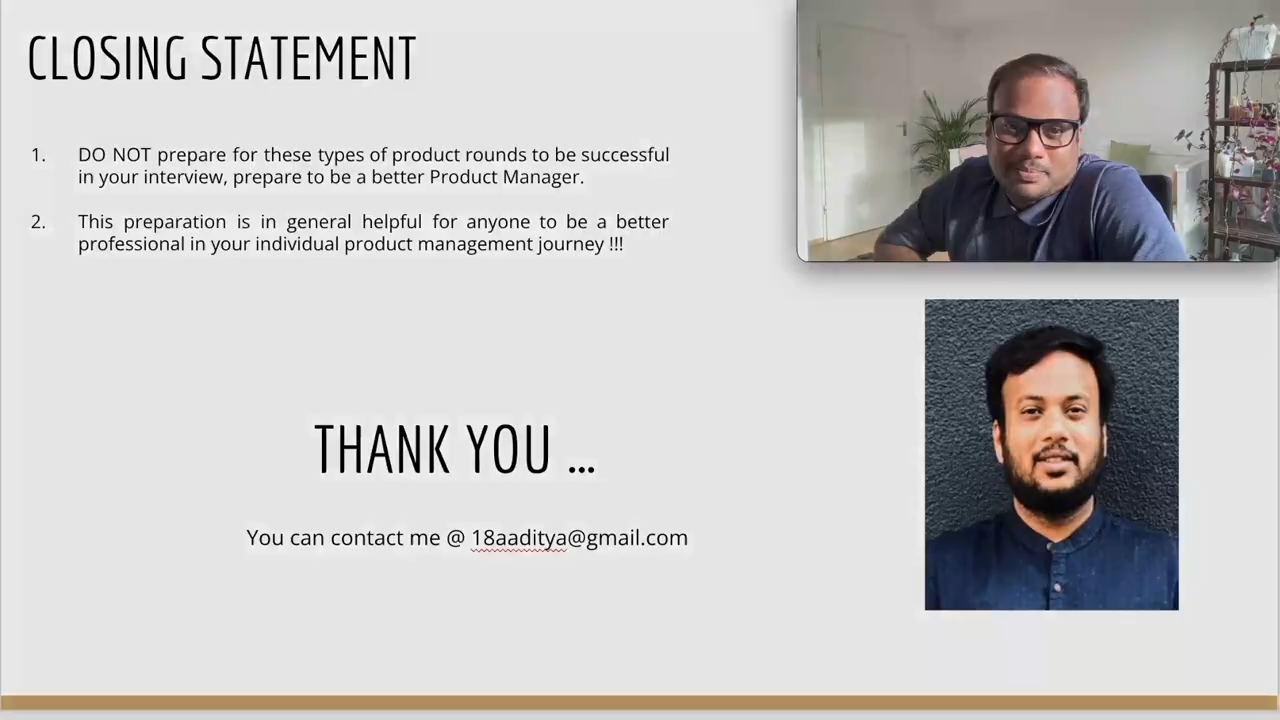 CLOSING STATEMENT
1. DO NOT prepare for these types of product rounds to be successful
in your interview, prepare to be a better Product Manager.
2. This preparation is in general helpful for anyone to be a better
professional in your individual product management journey !!!
THANK YOU ...
You can contact me @ 18aaditya@gmail.com